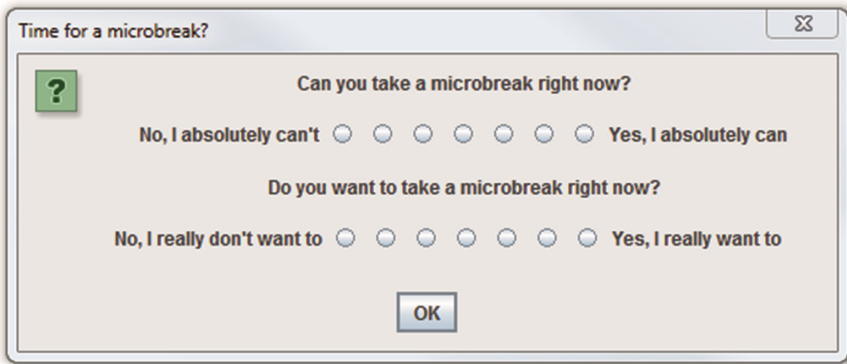 Time for a microbreak?
?
Can you take a microbreak right now?
No, I absolutely can't Yes, I absolutely can
Do you want to take a microbreak right now?
No, I really don't want to Yes, I really want to
OK